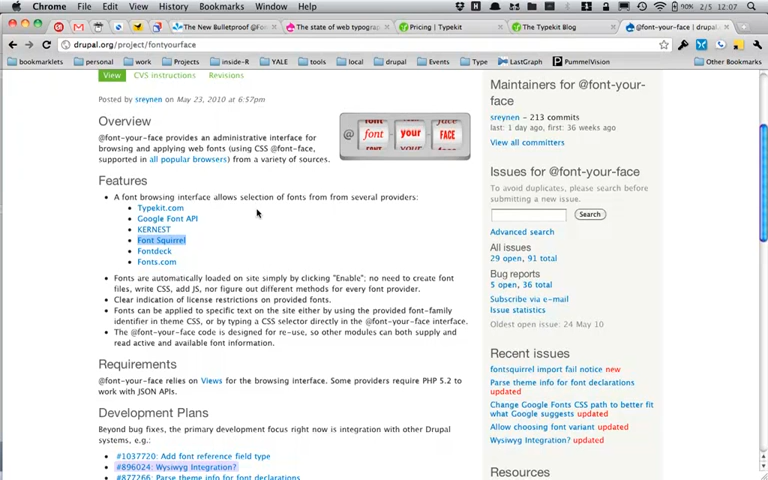 Chrome File Edit View History Bookmarks Window Help
90% 2/5 12:07
The New Bulletproof @Fon
The state of web typogra
Pricing | Typekit
The Typekit Blog
@font-your-face | drupal.
drupal.org/project/fontyourface
bookmarklets personal work Projects inside-R YALE tools local drupal Events Type LastGraph PummelVision Other Bookmarks
View CVS instructions Revisions
Posted by sreynen on May 23, 2010 at 6:57pm
Overview
@font-your-face provides an administrative interface for
browsing and applying web fonts (using CSS @font-face,
supported in all popular browsers) from a variety of sources.
@ font your FACE
Features
A font browsing interface allows selection of fonts from from several providers:
Typekit.com
Google Font API
KERNEST
Font Squirrel
Fontdeck
Fonts.com
Fonts are automatically loaded on site simply by clicking "Enable"; no need to create font
files, write CSS, add JS, nor figure out different methods for every font provider.
Clear indication of license restrictions on provided fonts.
Fonts can be applied to specific text on the site either by using the provided font-family
identifier in theme CSS, or by typing a CSS selector directly in the @font-your-face interface.
The @font-your-face code is designed for re-use, so other modules can both supply and
read active and available font information.
Requirements
@font-your-face relies on Views for the browsing interface. Some providers require PHP 5.2 to
work with JSON APIs.
Development Plans
Beyond bug fixes, the primary development focus right now is integration with other Drupal
systems, e.g.:
#1037720: Add font reference field type
#896024: Wysiwyg Integration?
#877266: Parse theme info for font declarations
Maintainers for @font-your-
face
sreynen – 213 commits
last: 1 day ago, first: 36 weeks ago
View all committers
Issues for @font-your-face
To avoid duplicates, please search before
submitting a new issue.
Search
Advanced search
All issues
29 open, 91 total
Bug reports
5 open, 36 total
Subscribe via e-mail
Issue statistics
Oldest open issue: 24 May 10
Recent issues
fontsquirrel import fail notice new
Parse theme info for font declarations
updated
Change Google Fonts CSS path to better fit
what Google suggests updated
Allow choosing font variant updated
Wysiwyg Integration? updated
Resources